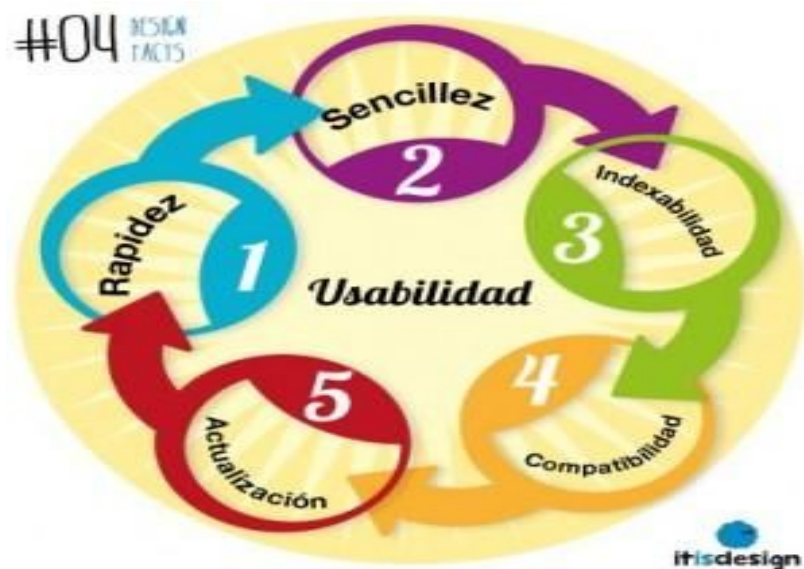 #04 DESIGN
FACTS
Rapidez
1
Sencillez
2
Indexabilidad
3
Compatibilidad
4
Actualización
5
Usabilidad
itisdesign